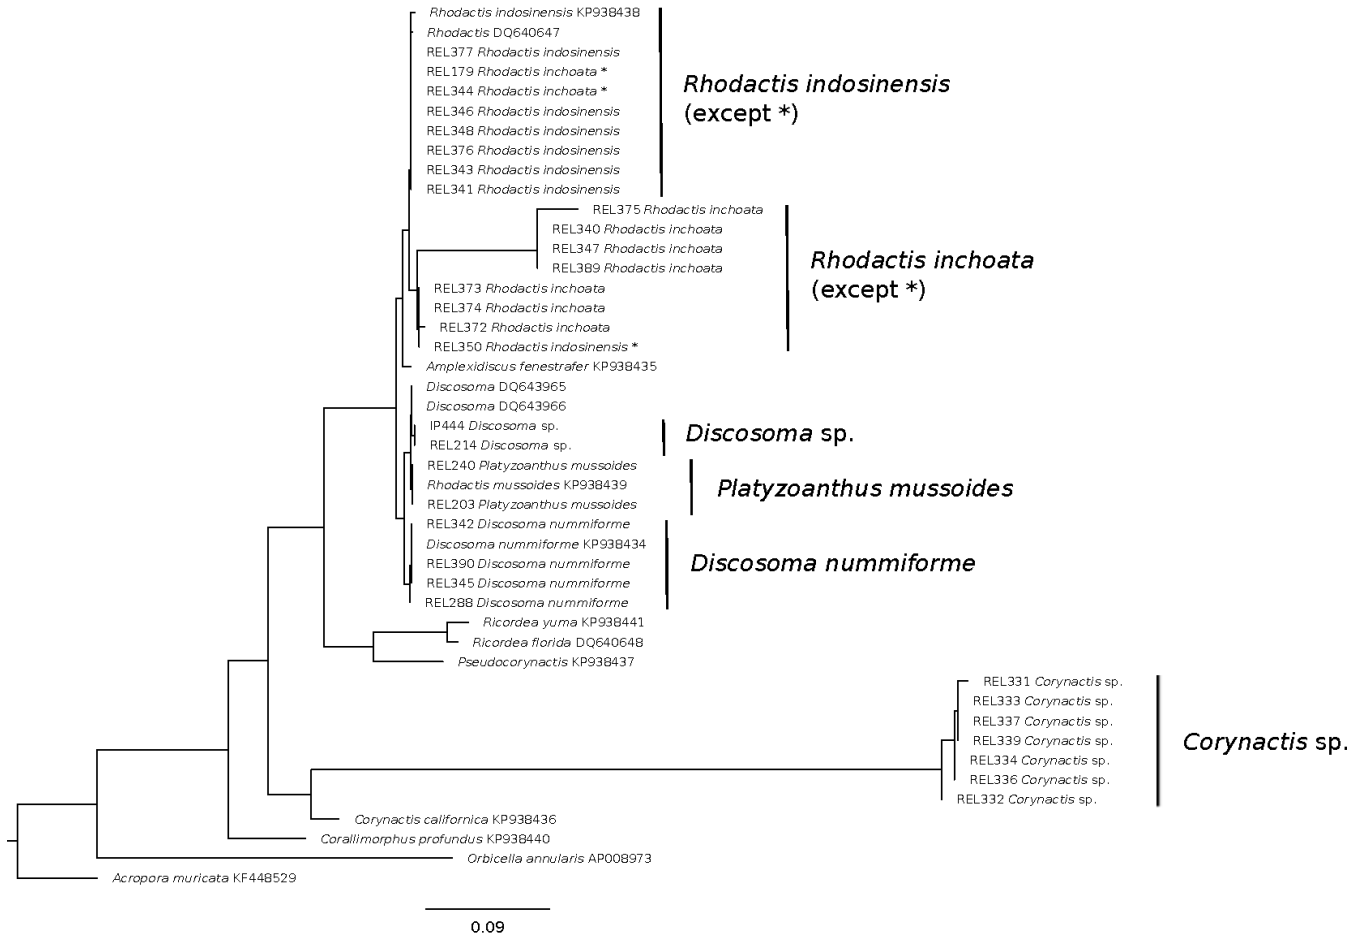 Rhodactis indosinensis KP938438
Rhodactis DQ640647
REL377 Rhodactis indosinensis
REL179 Rhodactis inchoata *
REL344 Rhodactis inchoata *
REL346 Rhodactis indosinensis
REL348 Rhodactis indosinensis
REL376 Rhodactis indosinensis
REL343 Rhodactis indosinensis
REL341 Rhodactis indosinensis
Rhodactis indosinensis
(except *)
REL375 Rhodactis inchoata
REL340 Rhodactis inchoata
REL347 Rhodactis inchoata
REL389 Rhodactis inchoata
REL373 Rhodactis inchoata
REL374 Rhodactis inchoata
REL372 Rhodactis inchoata
REL350 Rhodactis indosinensis *
Rhodactis inchoata
(except *)
Amplexidiscus fenestrafer KP938435
Discosoma DQ643965
Discosoma DQ643966
IP444 Discosoma sp.
REL214 Discosoma sp.
Discosoma sp.
REL240 Platyzoanthus mussoides
Rhodactis mussoides KP938439
REL203 Platyzoanthus mussoides
Platyzoanthus mussoides
REL342 Discosoma nummiforme
Discosoma nummiforme KP938434
REL390 Discosoma nummiforme
REL345 Discosoma nummiforme
REL288 Discosoma nummiforme
Discosoma nummiforme
Ricordea yuma KP938441
Ricordea florida DQ640648
Pseudocorynactis KP938437
REL331 Corynactis sp.
REL333 Corynactis sp.
REL337 Corynactis sp.
REL339 Corynactis sp.
REL334 Corynactis sp.
REL336 Corynactis sp.
REL332 Corynactis sp.
Corynactis sp.
Corynactis californica KP938436
Corallimorphus profundus KP938440
Orbicella annularis AP008973
Acropora muricata KF448529
0.09